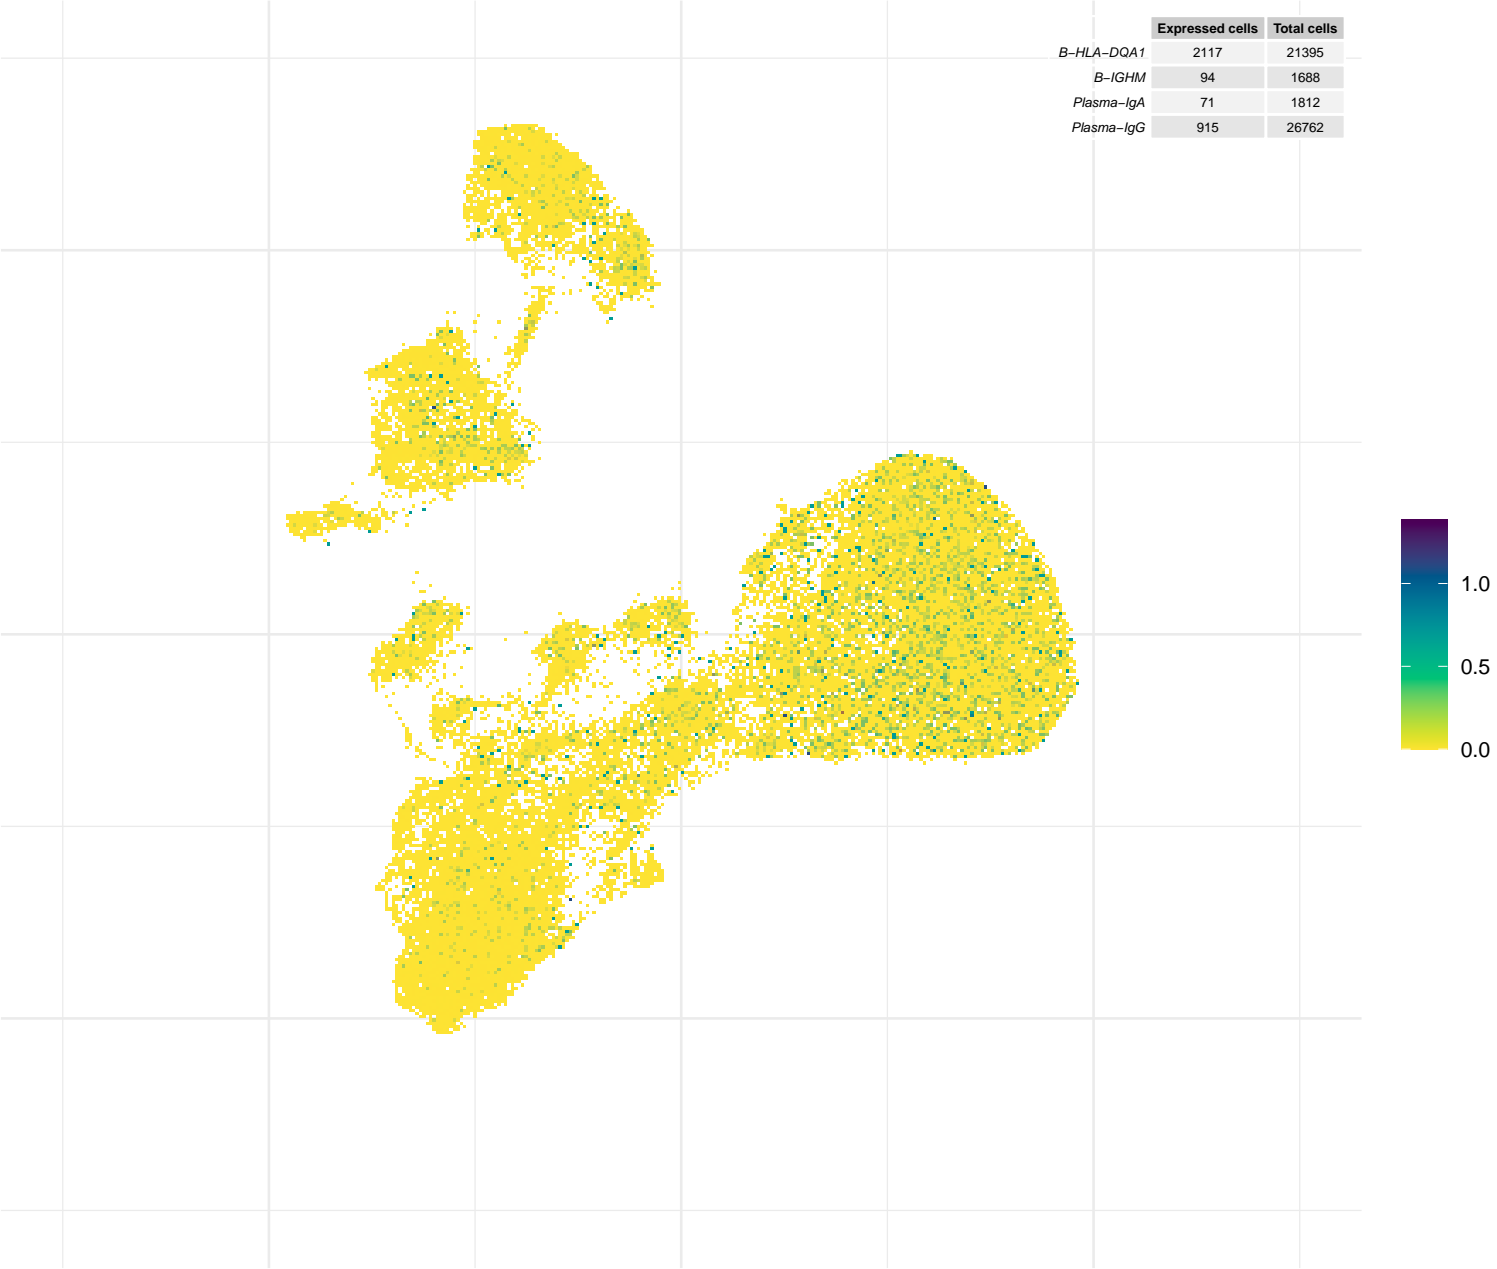 Expressed cells Total cells
B−HLA−DQA1 2117 21395
B−IGHM 94 1688
Plasma−IgA 71 1812
Plasma−IgG 915 26762
1.0
0.5
0.0